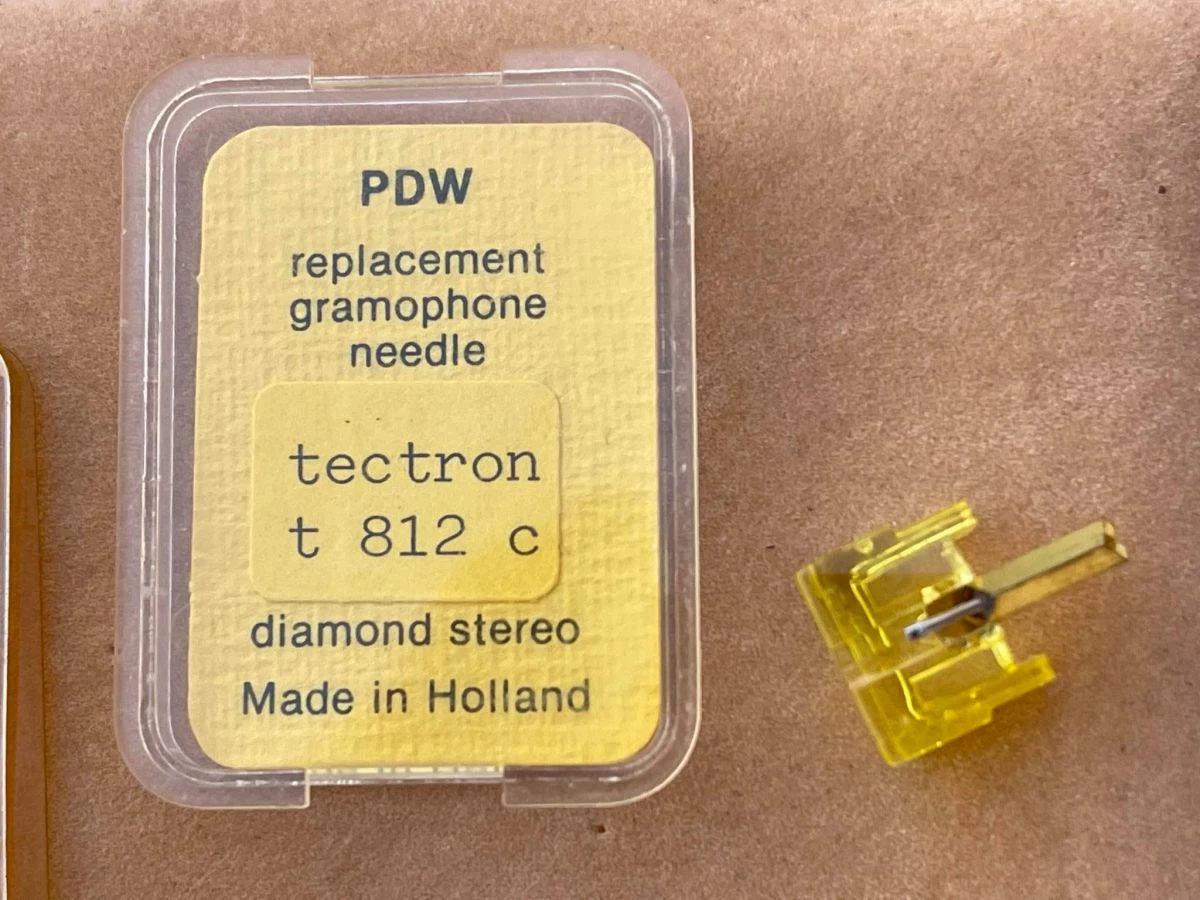 PDW
replacement
gramophone
needle
tectron
t 812 c
diamond stereo
Made in Holland